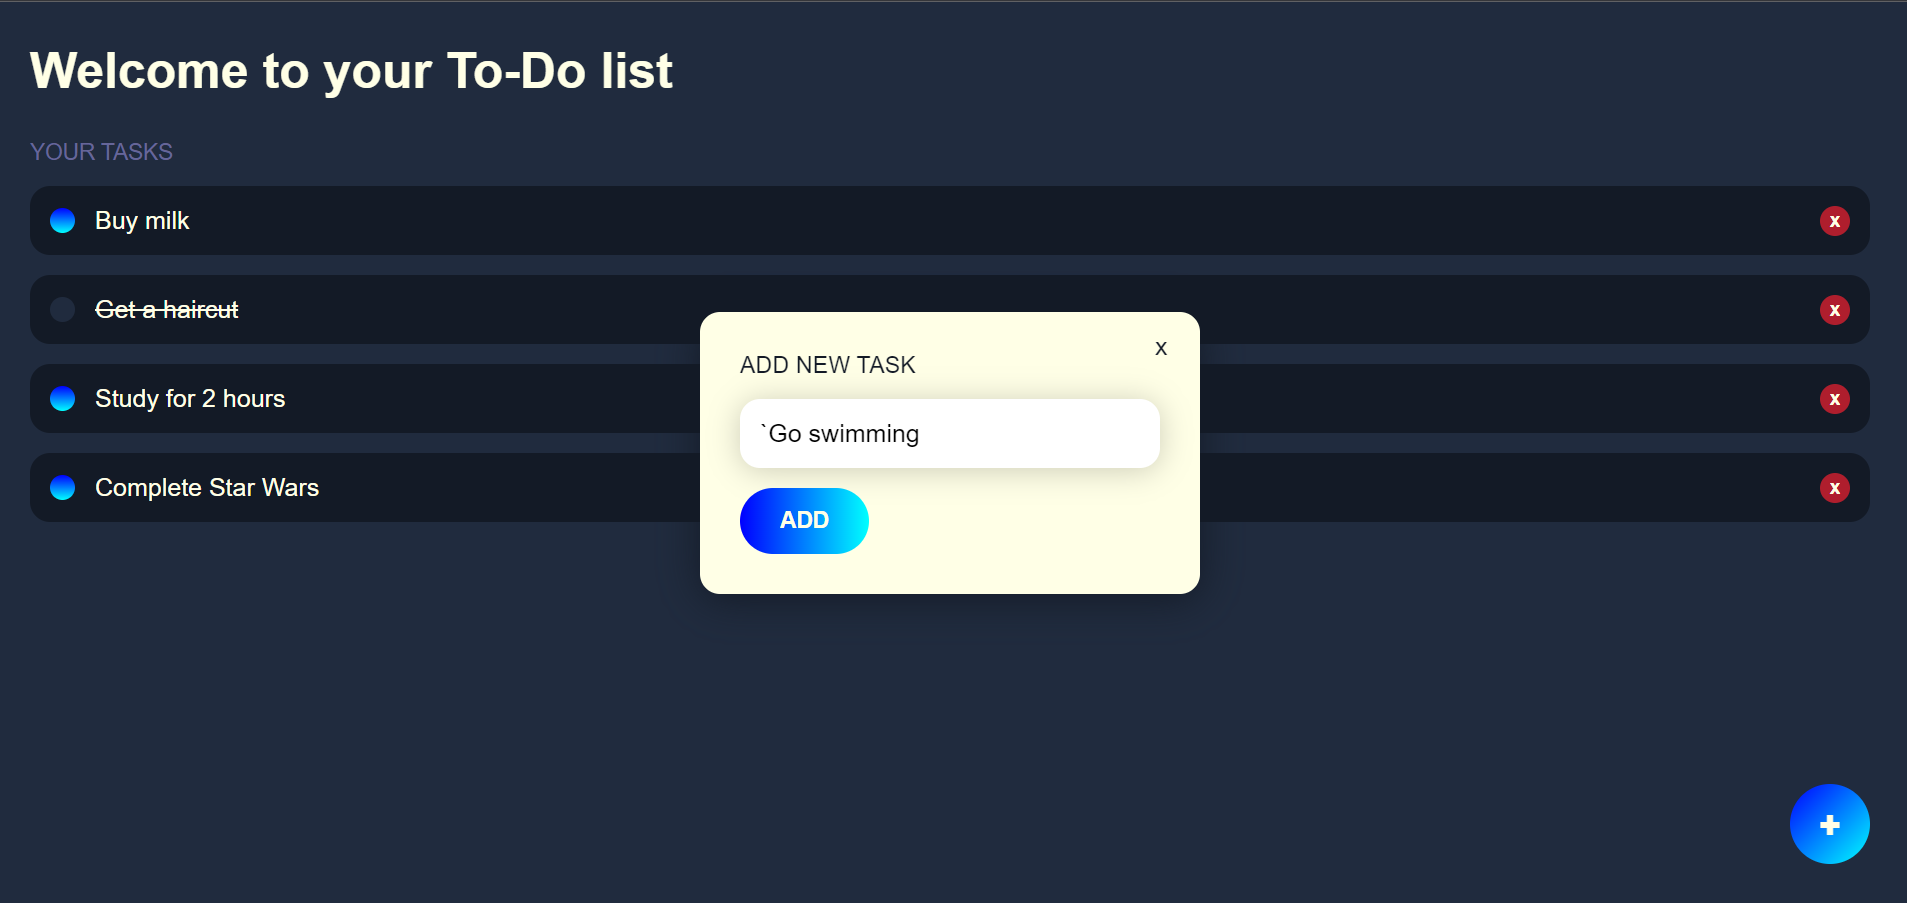 Welcome to your To-Do list
YOUR TASKS
Buy milk
x
Get a haircut
x
Study for 2 hours
x
Complete Star Wars
x
x
ADD NEW TASK
`Go swimming
ADD
+